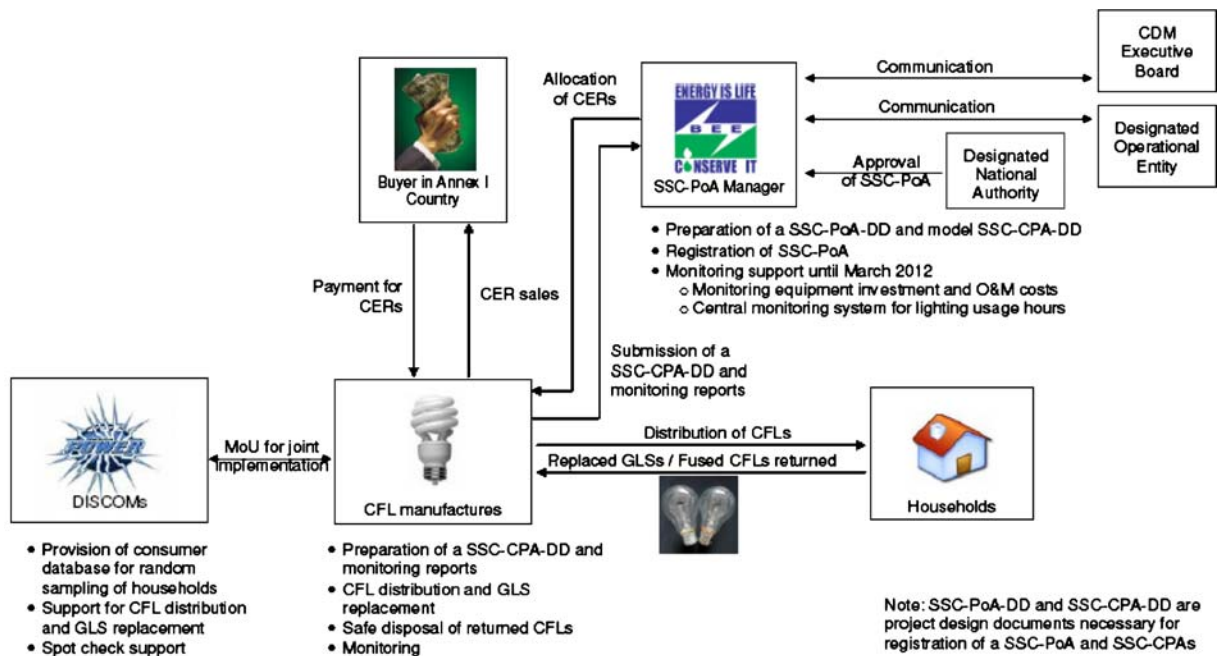 CDM
Executive
Board
Communication
Allocation
of CERs
ENERGY IS LIFE
BEE
CONSERVE IT
SSC-PoA Manager
Communication
Designated
Operational
Entity
Approval
of SSC-PoA
Designated
National
Authority
Buyer in Annex I
Country
• Preparation of a SSC-PoA-DD and model SSC-CPA-DD
• Registration of SSC-PoA
• Monitoring support until March 2012
o Monitoring equipment investment and O&M costs
o Central monitoring system for lighting usage hours
Payment for
CERs
CER sales
Submission of a
SSC-CPA-DD and
monitoring reports
POWER
DISCOMs
MoU for joint
implementation
CFL manufactures
Distribution of CFLs
Replaced GLSs / Fused CFLs returned
Households
• Provision of consumer
database for random
sampling of households
• Support for CFL distribution
and GLS replacement
• Spot check support
• Preparation of a SSC-CPA-DD and
monitoring reports
• CFL distribution and GLS
replacement
• Safe disposal of returned CFLs
• Monitoring
Note: SSC-PoA-DD and SSC-CPA-DD are
project design documents necessary for
registration of a SSC-PoA and SSC-CPAs